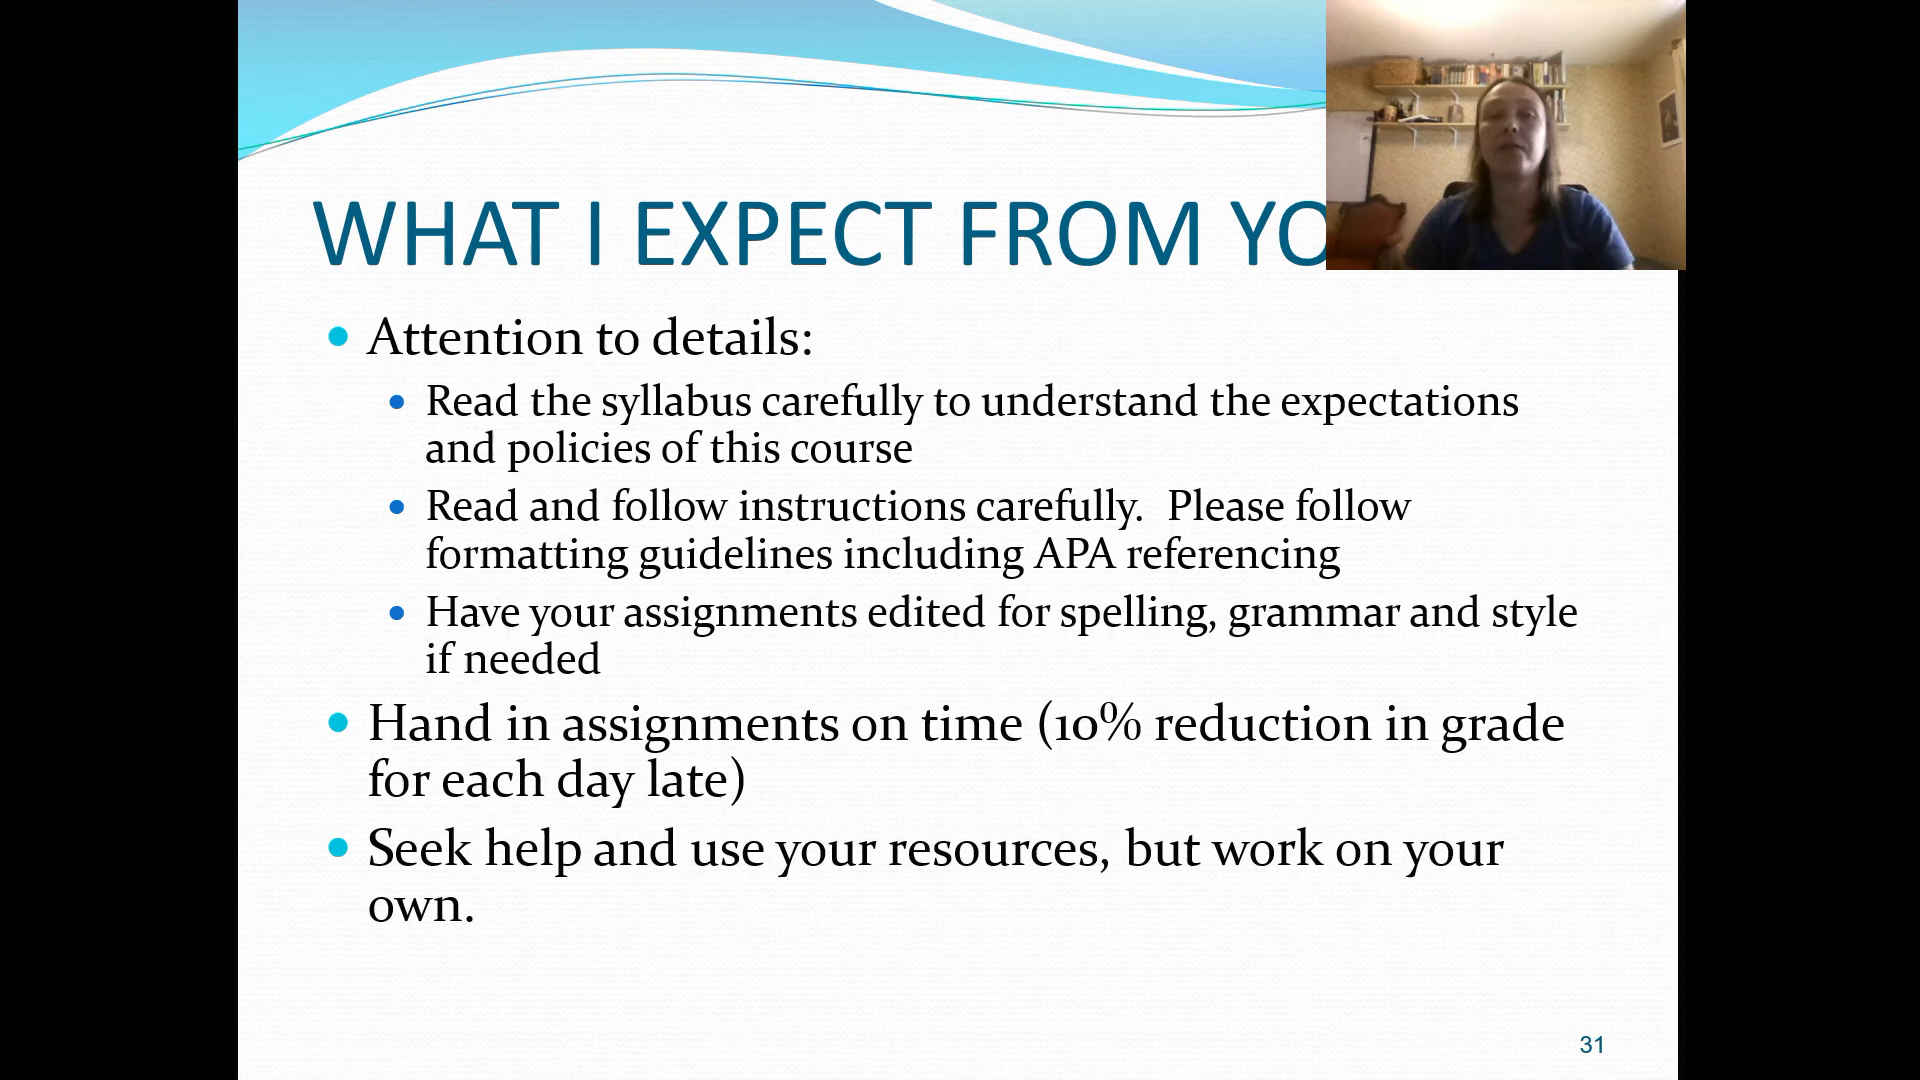 WHAT I EXPECT FROM YO
Attention to details:
Read the syllabus carefully to understand the expectations
and policies of this course
Read and follow instructions carefully.  Please follow
formatting guidelines including APA referencing
Have your assignments edited for spelling, grammar and style
if needed
Hand in assignments on time (10% reduction in grade
for each day late)
Seek help and use your resources, but work on your
own.
31